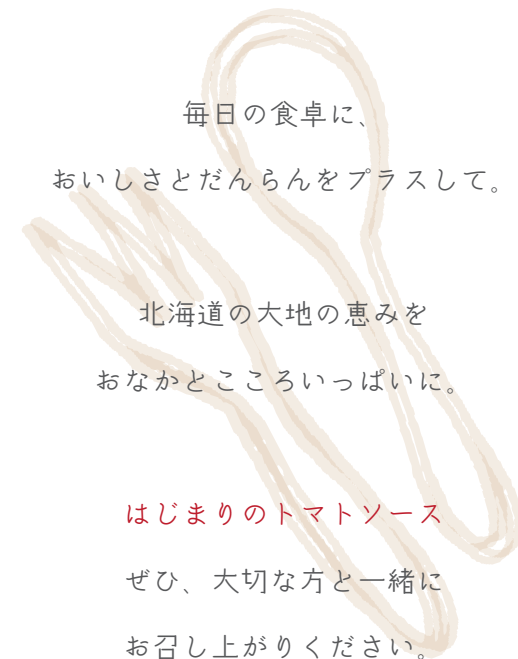 毎日の食卓に、
おいしさとだんらんをプラスして。
北海道の大地の恵みを
おなかとこころいっぱいに。
はじまりのトマトソース
ぜひ、大切な方と一緒に
お召し上がりください。